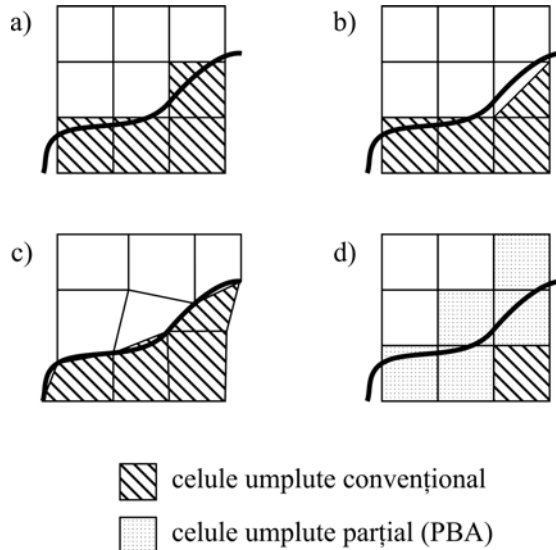 a)
b)
c)
d)
celule umplute convențional
celule umplute parțial (PBA)